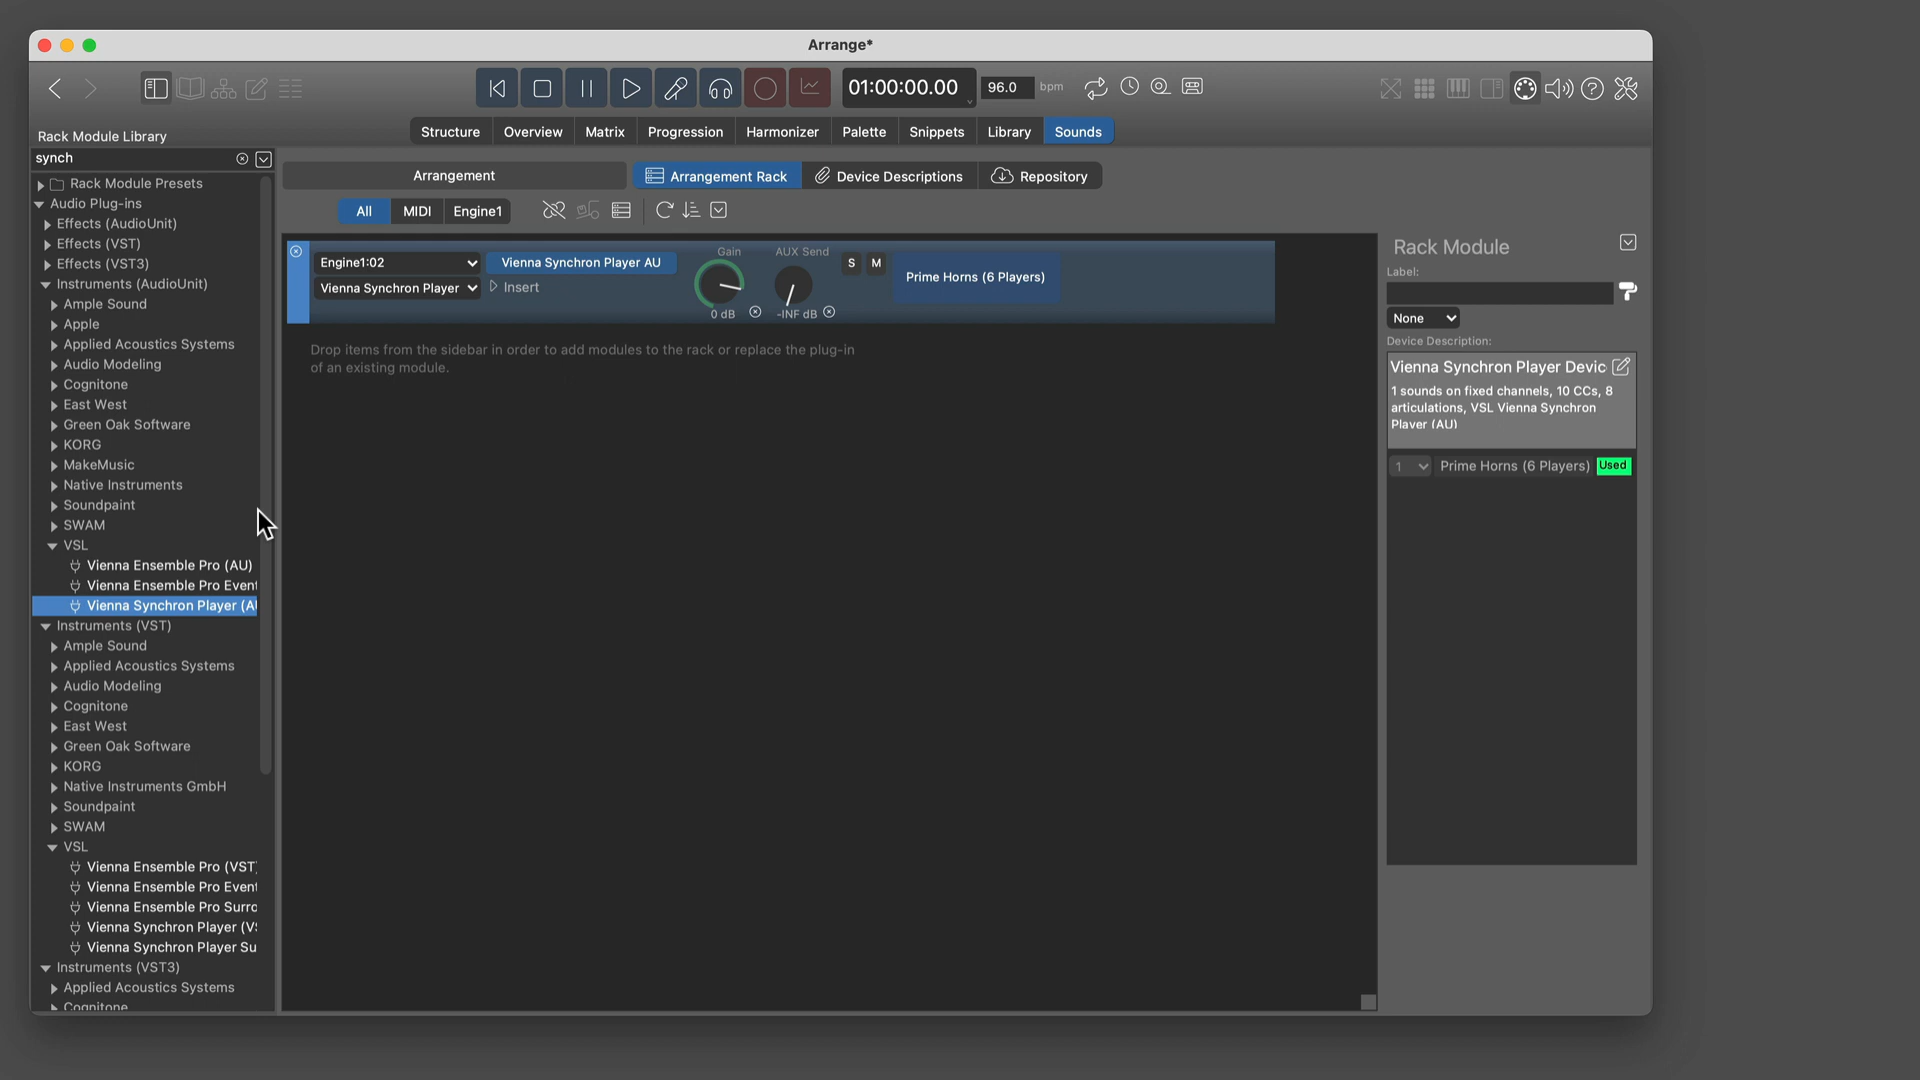 Arrange*
01:00:00.00
96.0
bpm
Rack Module Library
Structure
Overview
Matrix
Progression
Harmonizer
Palette
Snippets
Library
Sounds
synch
Arrangement
Arrangement Rack
Device Descriptions
Repository
All
MIDI
Engine1
Rack Module Presets
Audio Plug-ins
Effects (AudioUnit)
Effects (VST)
Effects (VST3)
Instruments (AudioUnit)
Ample Sound
Apple
Applied Acoustics Systems
Audio Modeling
Cognitone
East West
Green Oak Software
KORG
MakeMusic
Native Instruments
Soundpaint
SWAM
VSL
Vienna Ensemble Pro (AU)
Vienna Ensemble Pro Event
Vienna Synchron Player (AU
Instruments (VST)
Ample Sound
Applied Acoustics Systems
Audio Modeling
Cognitone
East West
Green Oak Software
KORG
Native Instruments GmbH
Soundpaint
SWAM
VSL
Vienna Ensemble Pro (VST)
Vienna Ensemble Pro Event
Vienna Ensemble Pro Surro
Vienna Synchron Player (VS
Vienna Synchron Player Su
Instruments (VST3)
Applied Acoustics Systems
Cognitone
Engine1:02
Vienna Synchron Player AU
Vienna Synchron Player
Insert
Gain
0 dB
AUX Send
-INF dB
S
M
Prime Horns (6 Players)
Drop items from the sidebar in order to add modules to the rack or replace the plug-in
of an existing module.
Rack Module
Label:
None
Device Description:
Vienna Synchron Player Devic
1 sounds on fixed channels, 10 CCs, 8
articulations, VSL Vienna Synchron
Player (AU)
1
Prime Horns (6 Players)
Used